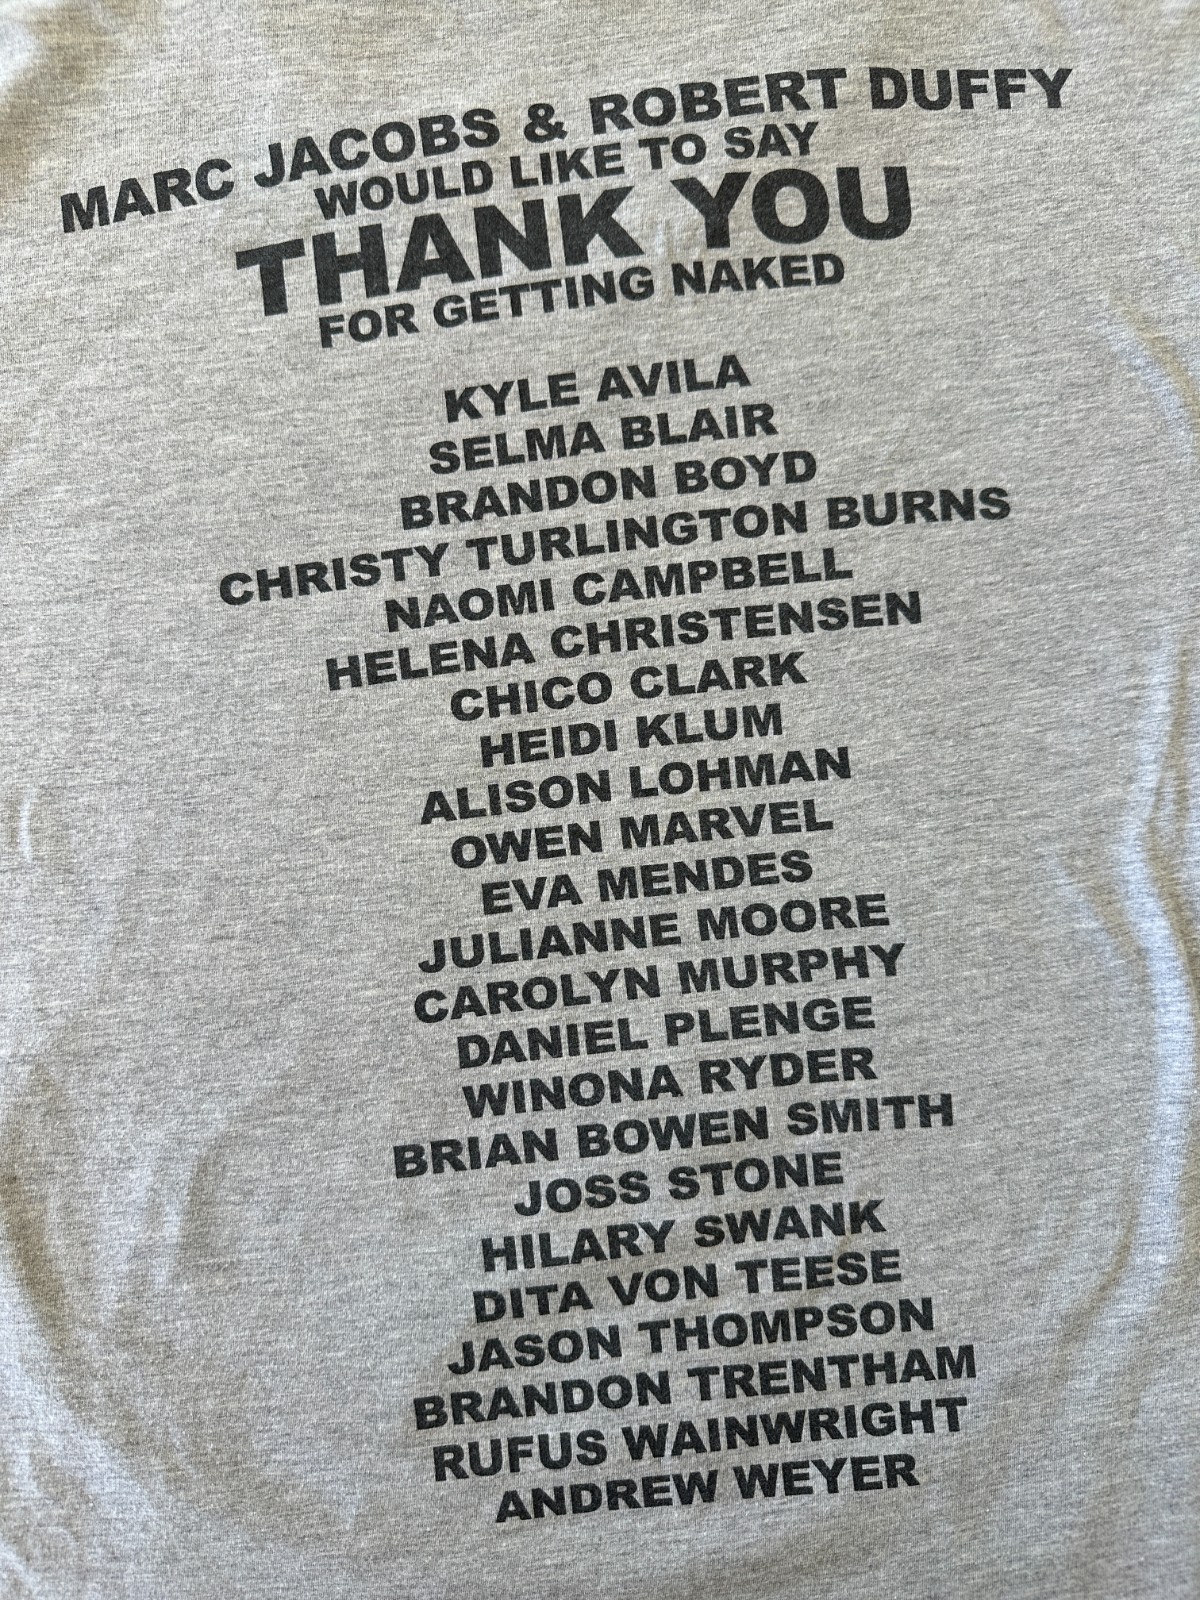 MARC JACOBS & ROBERT DUFFY
WOULD LIKE TO SAY
THANK YOU
FOR GETTING NAKED
KYLE AVILA
SELMA BLAIR
BRANDON BOYD
CHRISTY TURLINGTON BURNS
NAOMI CAMPBELL
HELENA CHRISTENSEN
CHICO CLARK
HEIDI KLUM
ALISON LOHMAN
OWEN MARVEL
EVA MENDES
JULIANNE MOORE
CAROLYN MURPHY
DANIEL PLENGE
WINONA RYDER
BRIAN BOWEN SMITH
JOSS STONE
HILARY SWANK
DITA VON TEESE
JASON THOMPSON
BRANDON TRENTHAM
RUFUS WAINWRIGHT
ANDREW WEYER